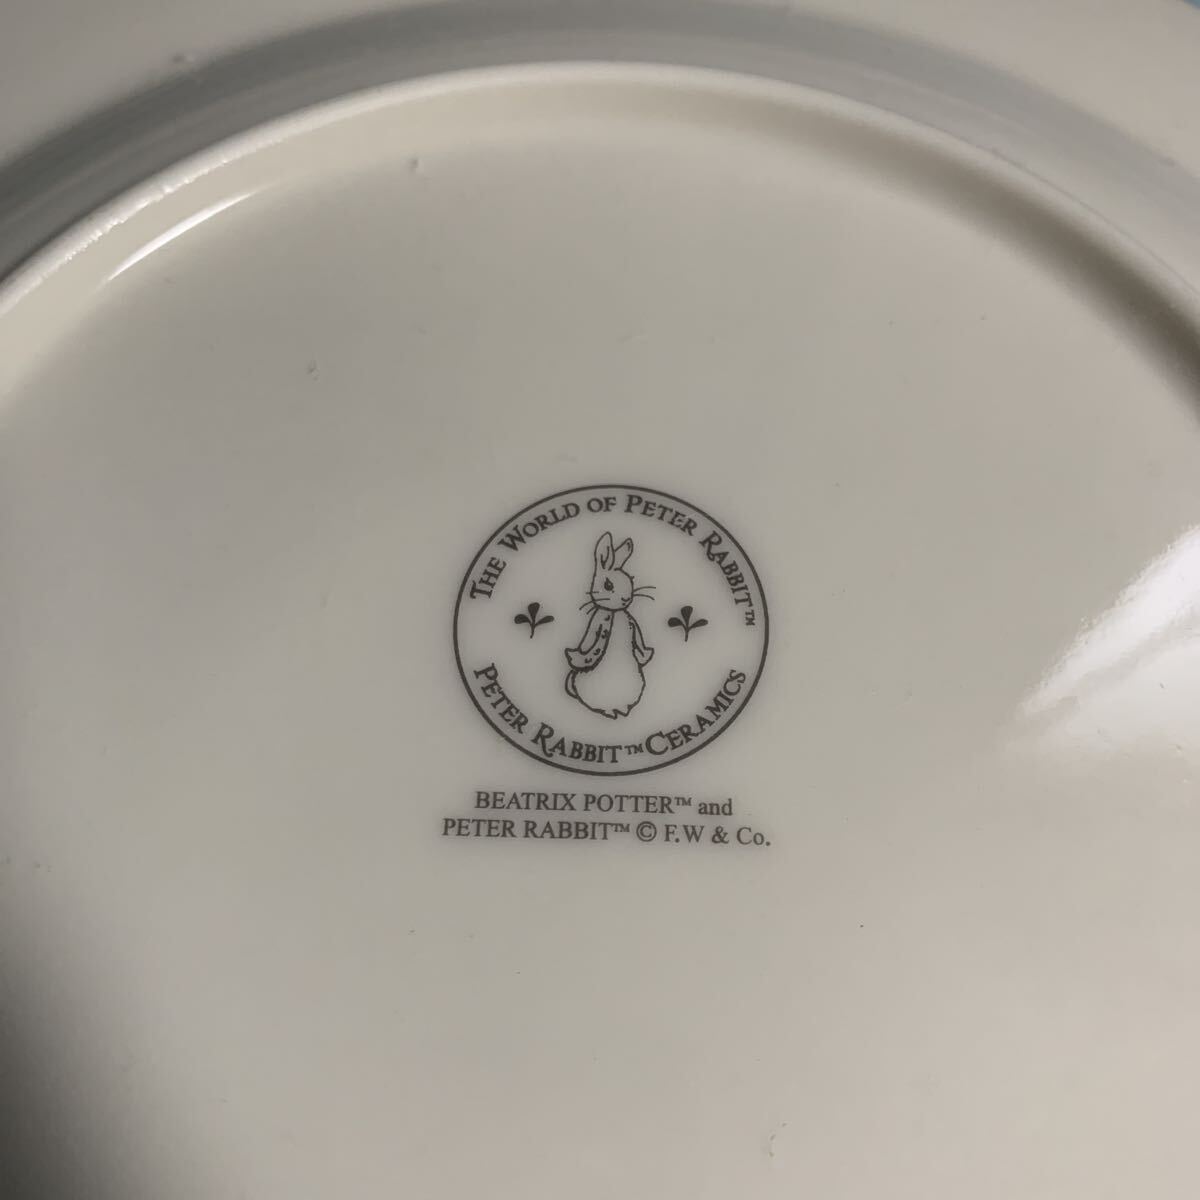 THE WORLD OF PETER RABBIT™
PETER RABBIT™ CERAMICS
BEATRIX POTTER™ and
PETER RABBIT™ © F.W & Co.